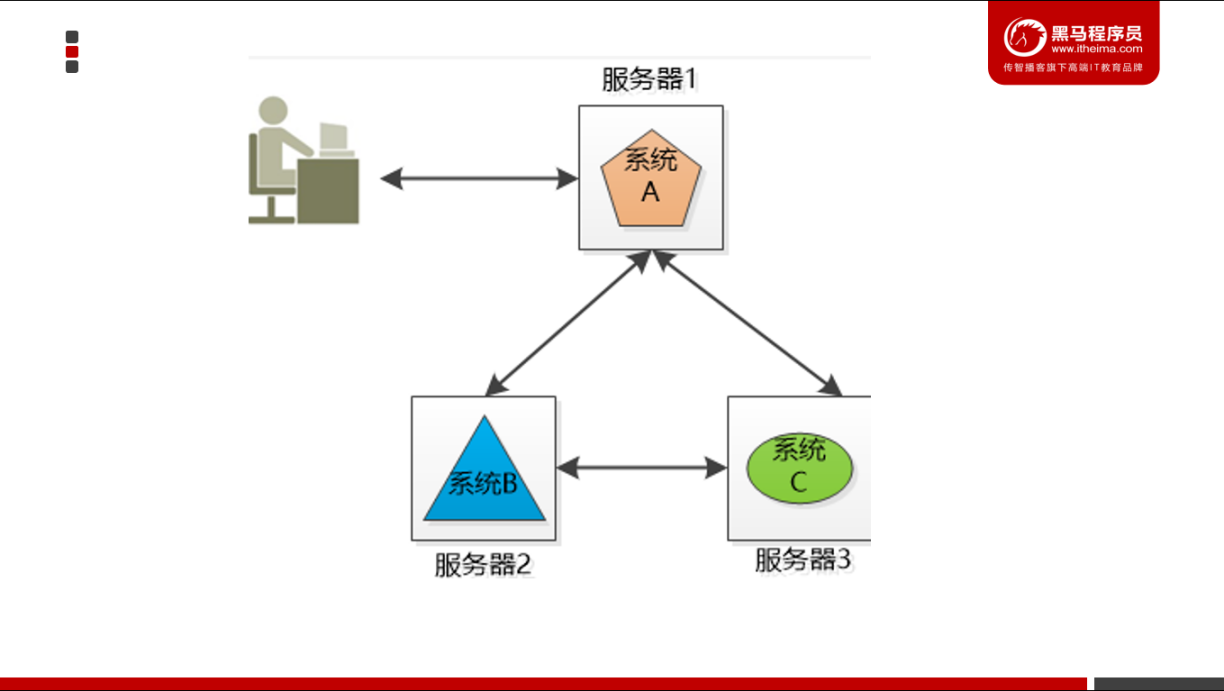 黑马程序员
www.itheima.com
传智播客旗下高端IT教育品牌
服务器1
系统
A
系统B
系统
C
服务器2
服务器3